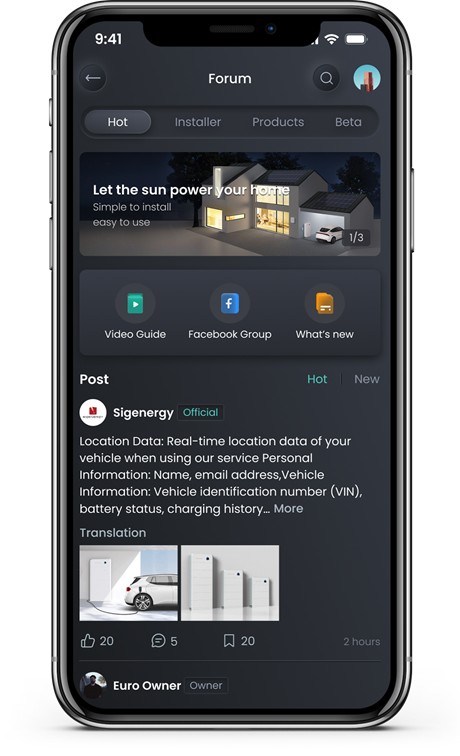 9:41
Forum
Hot Installer Products Beta
Let the sun power your home
Simple to install
easy to use
1/3
Video Guide Facebook Group What's new
Post Hot New
Sigenergy Official
Location Data: Real-time location data of your
vehicle when using our service Personal
Information: Name, email address,Vehicle
Information: Vehicle identification number (VIN),
battery status, charging history... More
Translation
20 5 20 2 hours
Euro Owner Owner